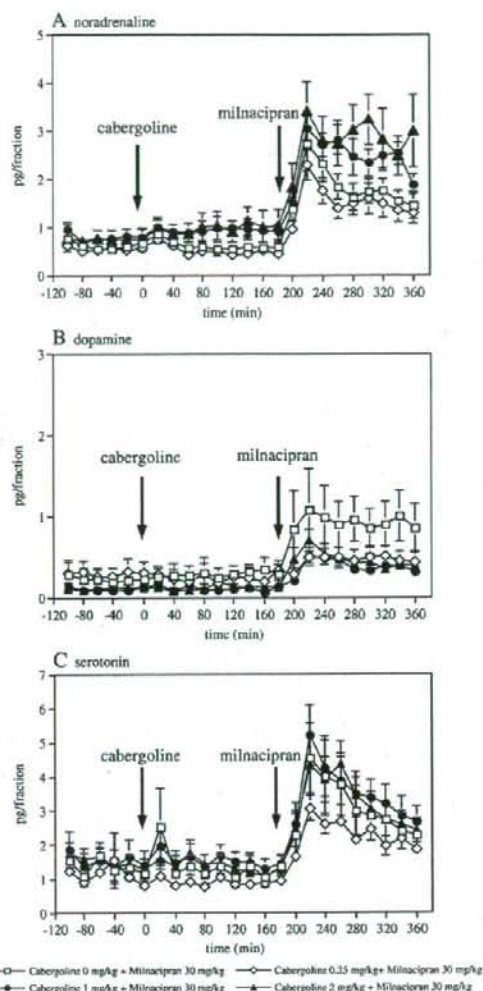 A noradrenaline
5
4
3
2
1
0
pg/fraction
cabergoline
milnacipran
-120 -80 -40 0 40 80 120 160 200 240 280 320 360
time (min)
B dopamine
3
2
1
0
pg/fraction
cabergoline
milnacipran
-120 -80 -40 0 40 80 120 160 200 240 280 320 360
time (min)
C serotonin
7
6
5
4
3
2
1
0
pg/fraction
cabergoline
milnacipran
-120 -80 -40 0 40 80 120 160 200 240 280 320 360
time (min)
Cabergoline 0 mg/kg + Milnacipran 30 mg/kg Cabergoline 0.25 mg/kg+ Milnacipran 30 mg/kg
Cabergoline 1 mg/kg + Milnacipran 30 mg/kg Cabergoline 2 mg/kg + Milnacipran 30 mg/kg